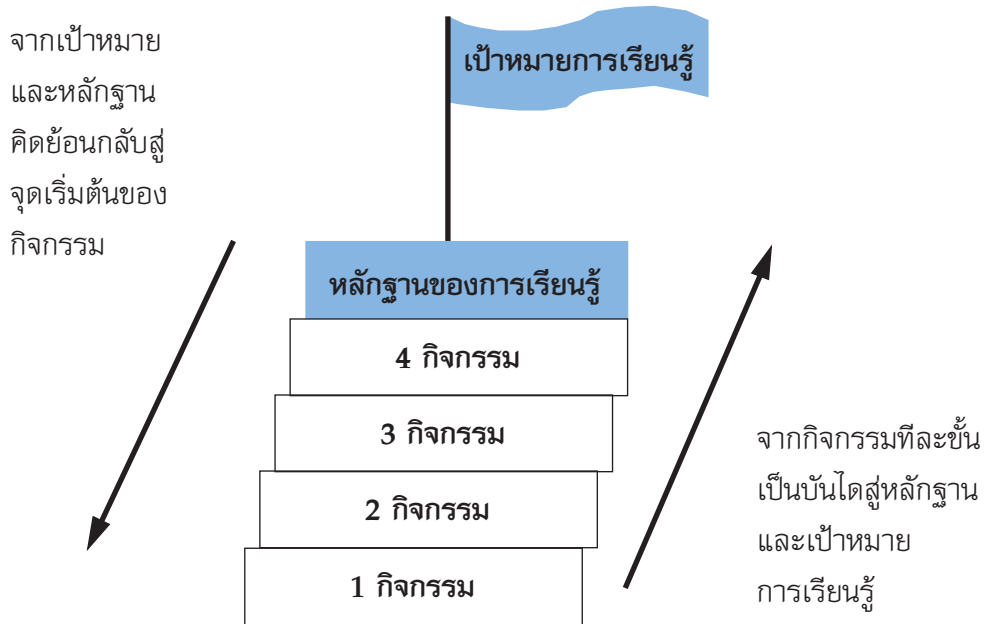 จากเป้าหมาย
และหลักฐาน
คิดย้อนกลับสู่
จุดเริ่มต้นของ
กิจกรรม
เป้าหมายการเรียนรู้
หลักฐานของการเรียนรู้
4 กิจกรรม
3 กิจกรรม
2 กิจกรรม
1 กิจกรรม
จากกิจกรรมทีละขั้น
เป็นบันไดสู่หลักฐาน
และเป้าหมาย
การเรียนรู้